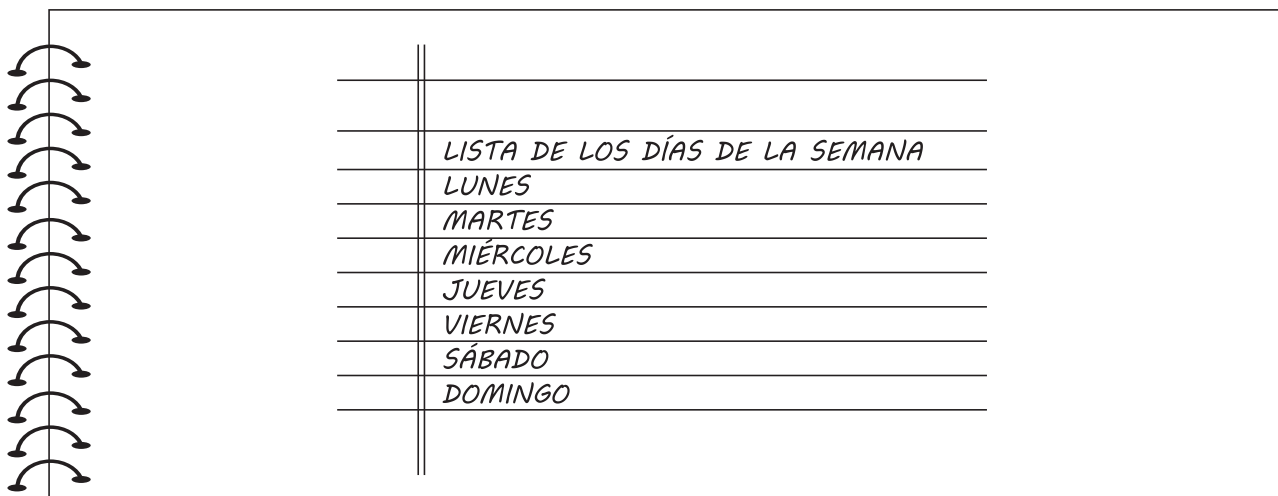 LISTA DE LOS DÍAS DE LA SEMANA
LUNES
MARTES
MIÉRCOLES
JUEVES
VIERNES
SÁBADO
DOMINGO